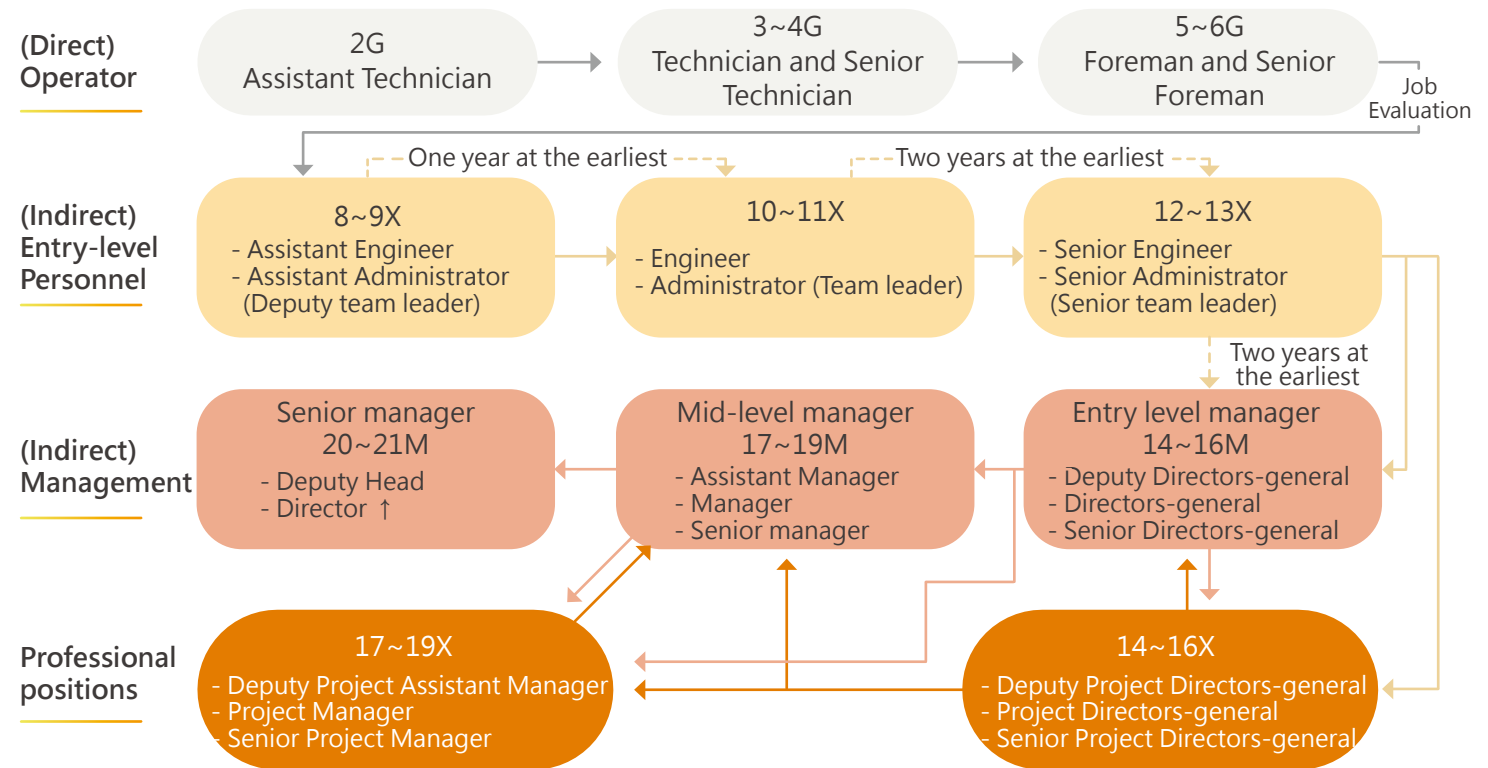 (Direct)
Operator
2G
Assistant Technician
3~4G
Technician and Senior
Technician
5~6G
Foreman and Senior
Foreman
Job
Evaluation
One year at the earliest
Two years at the earliest
(Indirect)
Entry-level
Personnel
8~9X
- Assistant Engineer
- Assistant Administrator
(Deputy team leader)
10~11X
- Engineer
- Administrator (Team leader)
12~13X
- Senior Engineer
- Senior Administrator
(Senior team leader)
Two years at
the earliest
(Indirect)
Management
Senior manager
20~21M
- Deputy Head
- Director ↑
Mid-level manager
17~19M
- Assistant Manager
- Manager
- Senior manager
Entry level manager
14~16M
- Deputy Directors-general
- Directors-general
- Senior Directors-general
Professional
positions
17~19X
- Deputy Project Assistant Manager
- Project Manager
- Senior Project Manager
14~16X
- Deputy Project Directors-general
- Project Directors-general
- Senior Project Directors-general